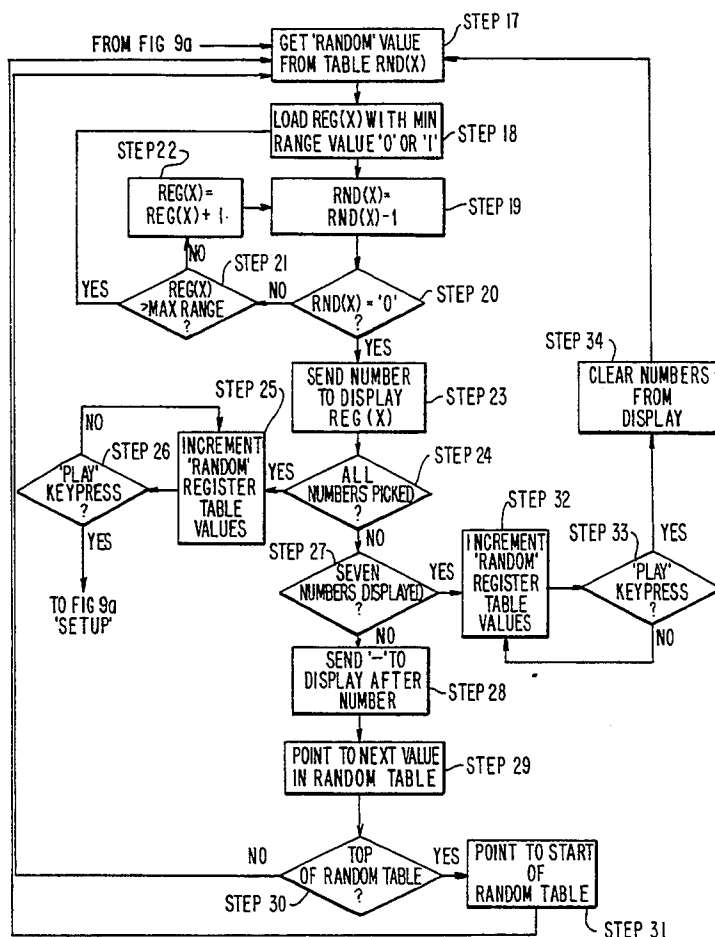 STEP 17
FROM FIG 9a
GET 'RANDOM' VALUE
FROM TABLE RND(X)
LOAD REG(X) WITH MIN
RANGE VALUE '0' OR '1'
STEP 18
STEP 22
REG(X)=
REG(X)+ 1.
RND(X)=
RND(X)-1
STEP 19
NO
STEP 21
YES
REG(X)
>MAX RANGE
?
NO
RND(X) = '0'
?
STEP 20
YES
STEP 34
CLEAR NUMBERS
FROM
DISPLAY
SEND NUMBER
TO DISPLAY
REG (X)
STEP 23
STEP 25
NO
STEP 26
'PLAY'
KEYPRESS
?
INCREMENT
'RANDOM'
REGISTER
TABLE
VALUES
YES
ALL
NUMBERS PICKED
?
STEP 24
STEP 32
NO
STEP 33
YES
STEP 27
YES
SEVEN
NUMBERS DISPLAYED
?
YES
INCREMENT
'RANDOM'
REGISTER
TABLE
VALUES
'PLAY'
KEYPRESS
?
TO FIG 9a
'SETUP'
NO
NO
SEND '-' TO
DISPLAY AFTER
NUMBER
STEP 28
POINT TO NEXT VALUE
IN RANDOM TABLE
STEP 29
NO
TOP
OF RANDOM TABLE
?
YES
POINT TO START
OF
RANDOM TABLE
STEP 30
STEP 31